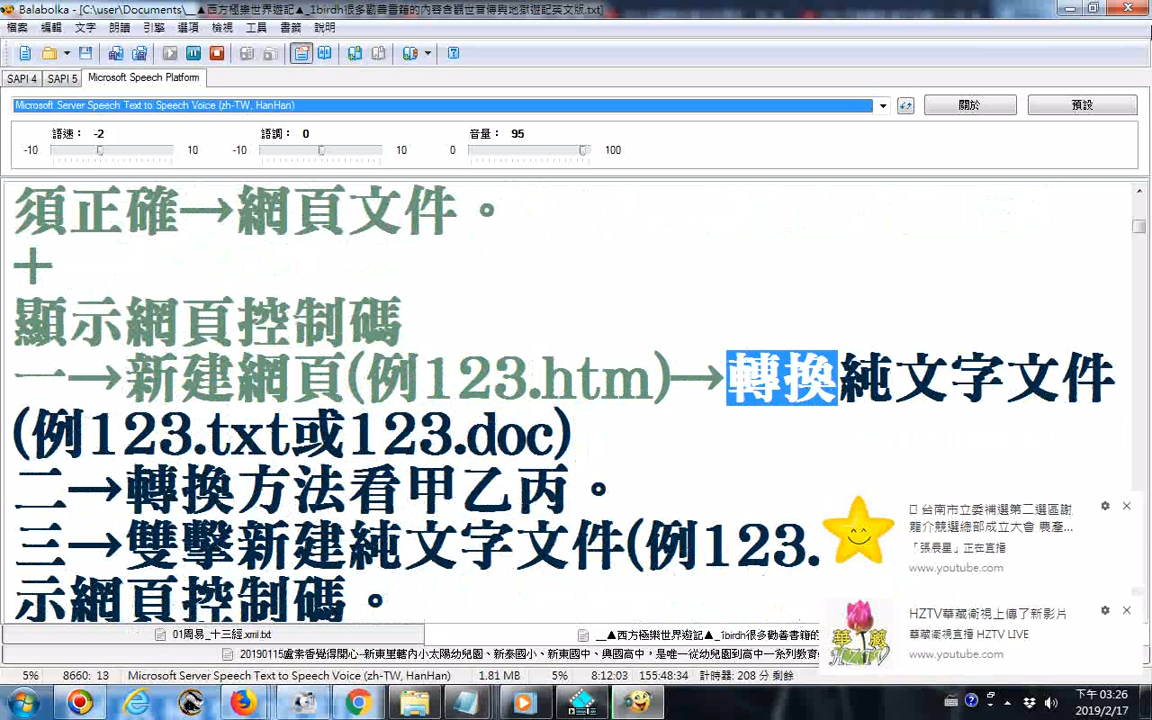 Balabolka - [C:\user\Documents\__▲西方極樂世界遊記▲_1birdh很多勸善書籍的內容含觀世音傳與地獄遊記英文版.txt]
檔案 編輯 文字 朗讀 引擎 選項 檢視 工具 書籤 說明
SAPI 4 SAPI 5 Microsoft Speech Platform
Microsoft Server Speech Text to Speech Voice (zh-TW, HanHan) 關於 預設
語速： -2 語調： 0 音量： 95
-10 10 -10 10 0 100
須正確→網頁文件。
＋
顯示網頁控制碼
一→新建網頁(例123.htm)→轉換純文字文件
(例123.txt或123.doc)
二→轉換方法看甲乙丙。
三→雙擊新建純文字文件(例123.
示網頁控制碼。
台南市立委補選第二選區謝
龍介競選總部成立大會 農產...
「張辰星」正在直播
www.youtube.com
HZTV華藏衛視上傳了新影片
華藏衛視直播 HZTV LIVE
www.youtube.com
華藏
01周易_十三經.xml.txt __▲西方極樂世界遊記▲_1birdh很多勸善書籍的
20190115盧素香覺得開心-新東里轄內小太陽幼兒園、新泰國小、新東國中、興國高中，是唯一從幼兒園到高中一系列教育
5% 8660: 13 Microsoft Server Speech Text to Speech Voice (zh-TW, HanHan) 1.81 MB 5% 8:12:03 155:48:34 計時器: 208 分 剩餘
下午 03:26
2019/2/17